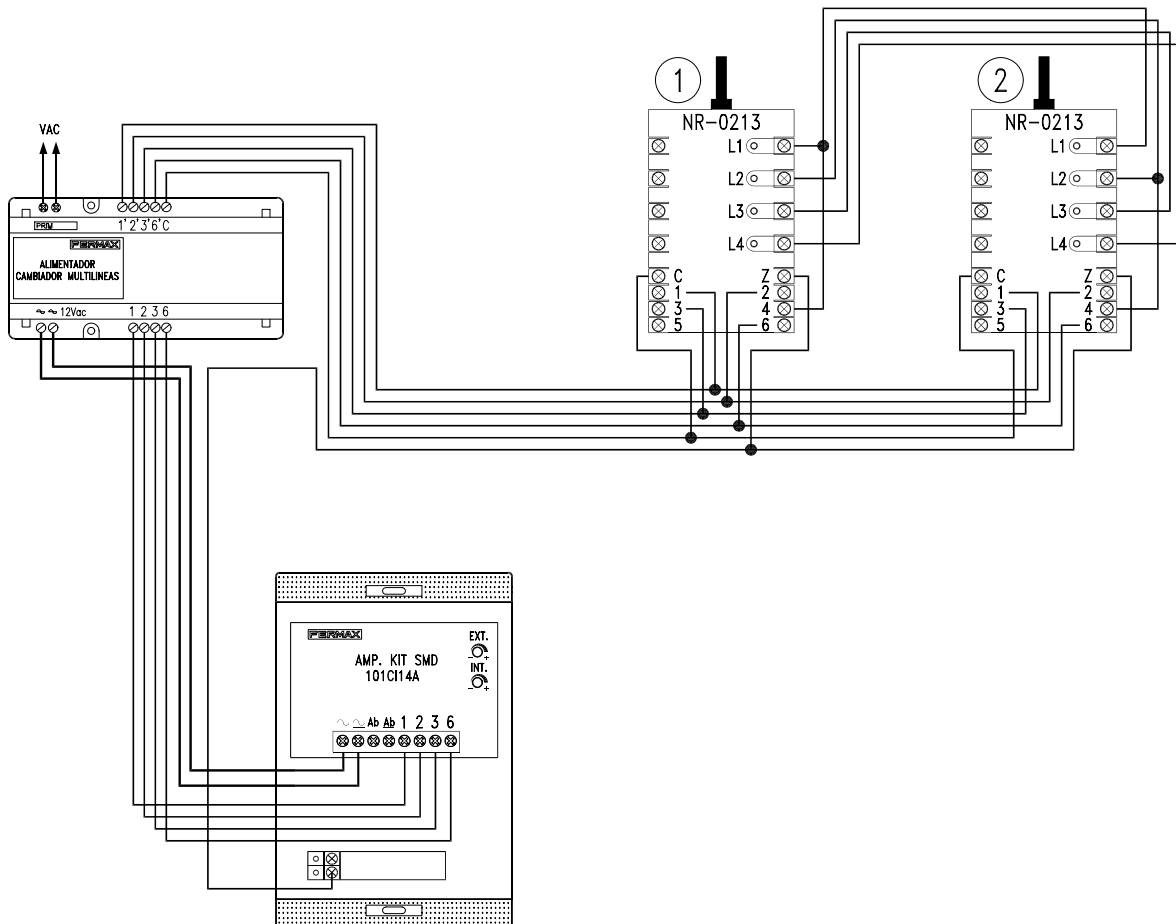 1
2
NR-0213
NR-0213
VAC
L1
L2
L3
L4
L1
L2
L3
L4
1' 2' 3' 6' C
PRIM
FERMAX
ALIMENTADOR
CAMBIADOR MULTILINEAS
~ ~ 12Vac
1 2 3 6
C Z
1 2
3 4
5 6
C Z
1 2
3 4
5 6
FERMAX
EXT.
- +
AMP. KIT SMD
101CI14A
INT.
- +
~ ~ Ab Ab 1 2 3 6